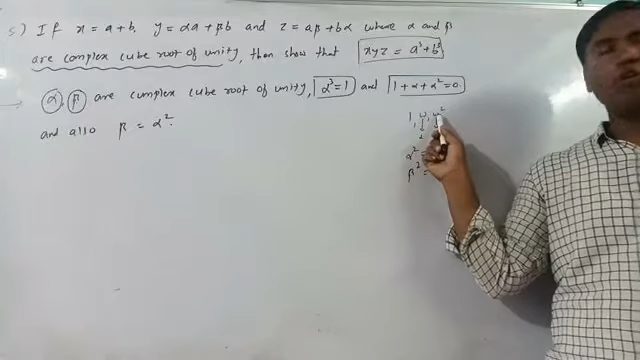 5) If x = a+b, y = αa + βb and z = aβ + bα where α and β
are complex cube root of unity, then show that xyz = a³+b³
α, β are complex cube root of unity, α³=1 and 1+α+α²=0.
and also β = α².
1 ω, ω²
α²
β² =